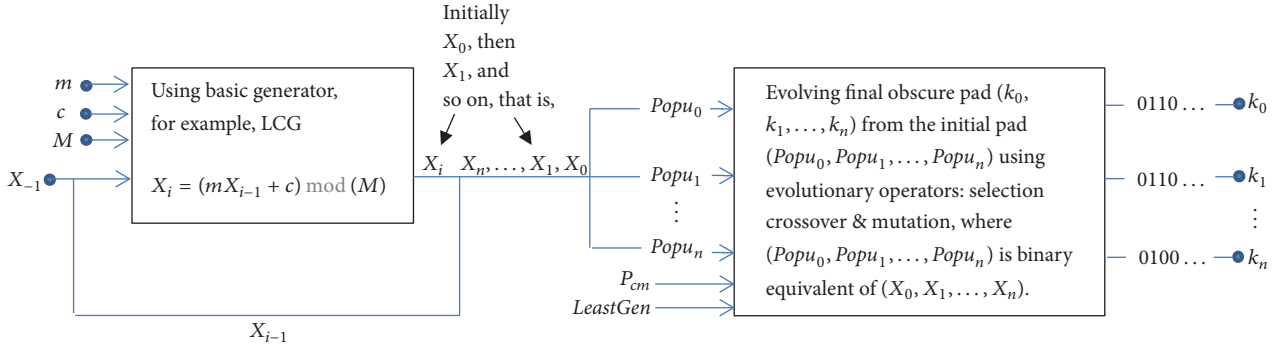 Initially
X₀, then
X₁, and
so on, that is,
m
c
M
X₋₁
Using basic generator,
for example, LCG
Xᵢ = (mXᵢ₋₁ + c) mod (M)
Xᵢ
Xₙ, . . . , X₁, X₀
Xᵢ₋₁
Popu₀
Popu₁
⋮
Popuₙ
P_cm
LeastGen
Evolving final obscure pad (k₀,
k₁, . . . , kₙ) from the initial pad
(Popu₀, Popu₁, . . . , Popuₙ) using
evolutionary operators: selection
crossover & mutation, where
(Popu₀, Popu₁, . . . , Popuₙ) is binary
equivalent of (X₀, X₁, . . . , Xₙ).
0110 . . . k₀
0110 . . . k₁
⋮
0100 . . . kₙ